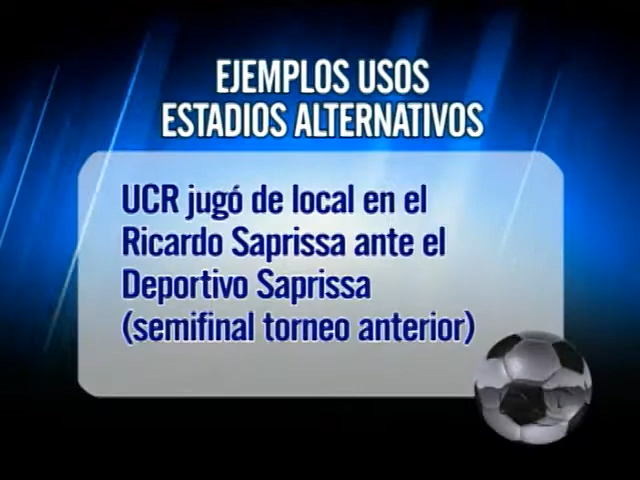 EJEMPLOS USOS
ESTADIOS ALTERNATIVOS
UCR jugó de local en el
Ricardo Saprissa ante el
Deportivo Saprissa
(semifinal torneo anterior)